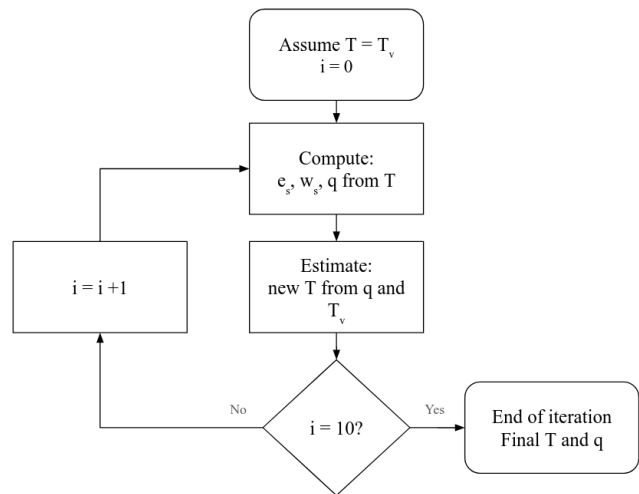 Assume T = T_v
i = 0
Compute:
e_s, w_s, q from T
Estimate:
new T from q and
T_v
i = i +1
No
i = 10?
Yes
End of iteration
Final T and q